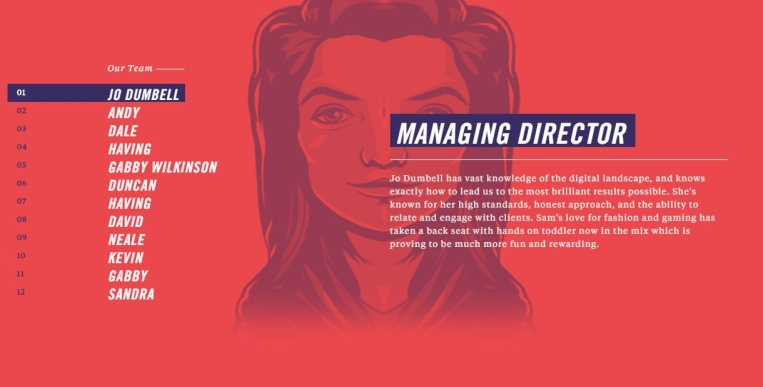 Our Team
01 JO DUMBELL
02 ANDY
03 DALE
04 HAVING
05 GABBY WILKINSON
06 DUNCAN
07 HAVING
08 DAVID
09 NEALE
10 KEVIN
11 GABBY
12 SANDRA
MANAGING DIRECTOR
Jo Dumbell has vast knowledge of the digital landscape, and knows
exactly how to lead us to the most brilliant results possible. She's
known for her high standards, honest approach, and the ability to
relate and engage with clients. Sam's love for fashion and gaming has
taken a back seat with hands on toddler now in the mix which is
proving to be much more fun and rewarding.